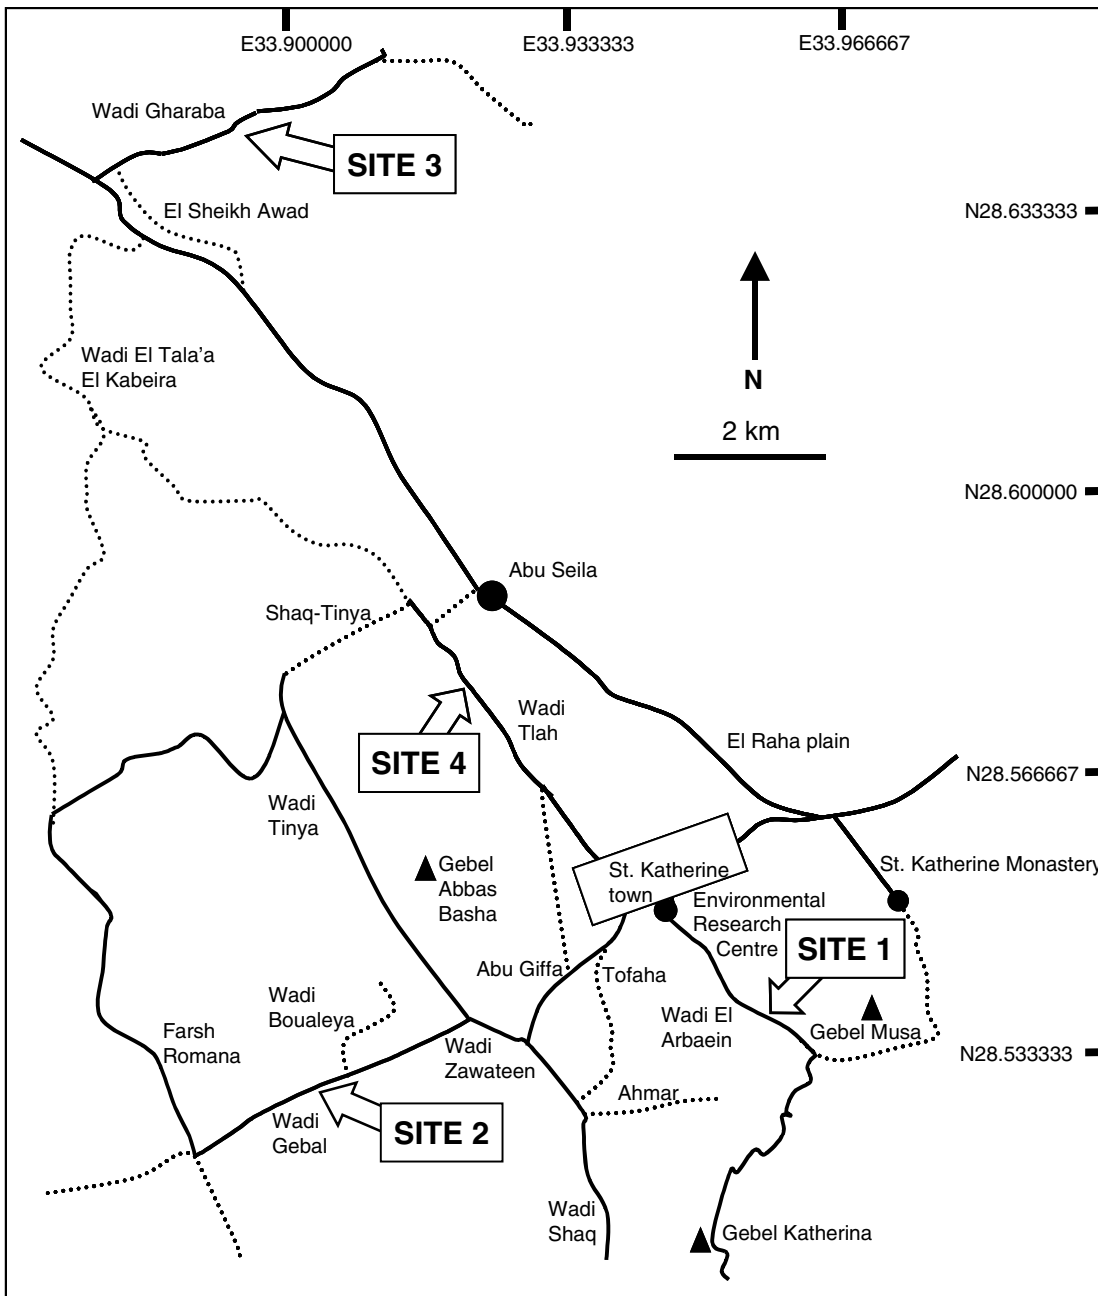 E33.900000
E33.933333
E33.966667
Wadi Gharaba
SITE 3
El Sheikh Awad
N28.633333
Wadi El Tala'a
El Kabeira
N
2 km
N28.600000
Abu Seila
Shaq-Tinya
Wadi
Tlah
El Raha plain
SITE 4
N28.566667
Wadi
Tinya
Gebel
Abbas
Basha
St. Katherine
town
St. Katherine Monastery
Environmental
Research
Centre
SITE 1
Abu Giffa
Tofaha
Wadi
Boualeya
Wadi El
Arbaein
Gebel Musa
Farsh
Romana
Wadi
Zawateen
N28.533333
Ahmar
Wadi
Gebal
SITE 2
Wadi
Shaq
Gebel Katherina